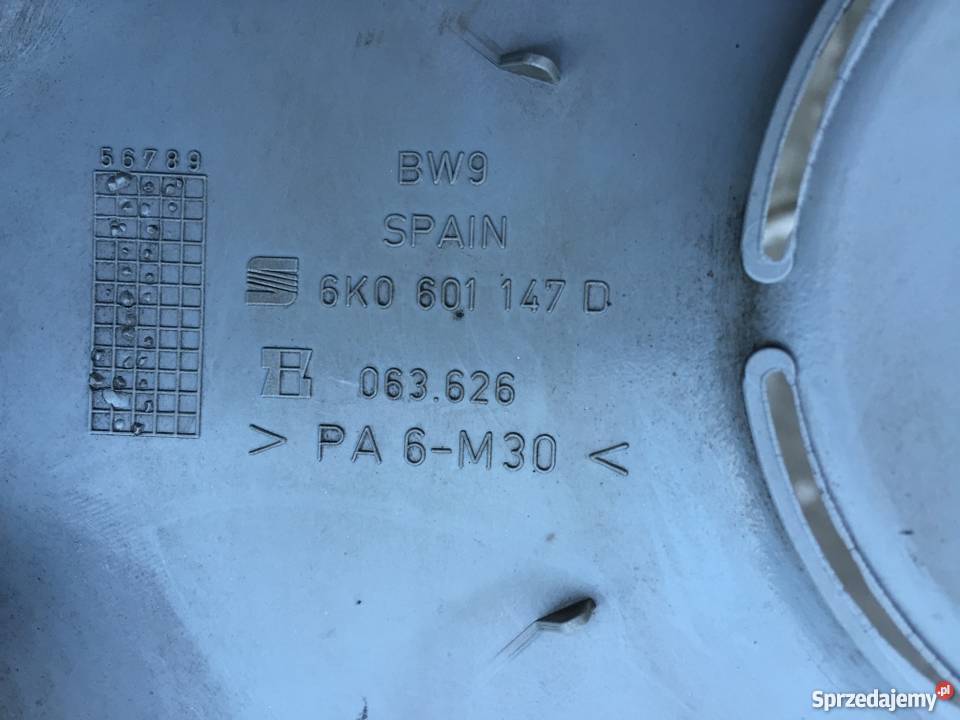 56789
BW9
SPAIN
6K0 601 147 D
063.626
> PA 6-M30 <
Sprzedajemy.pl